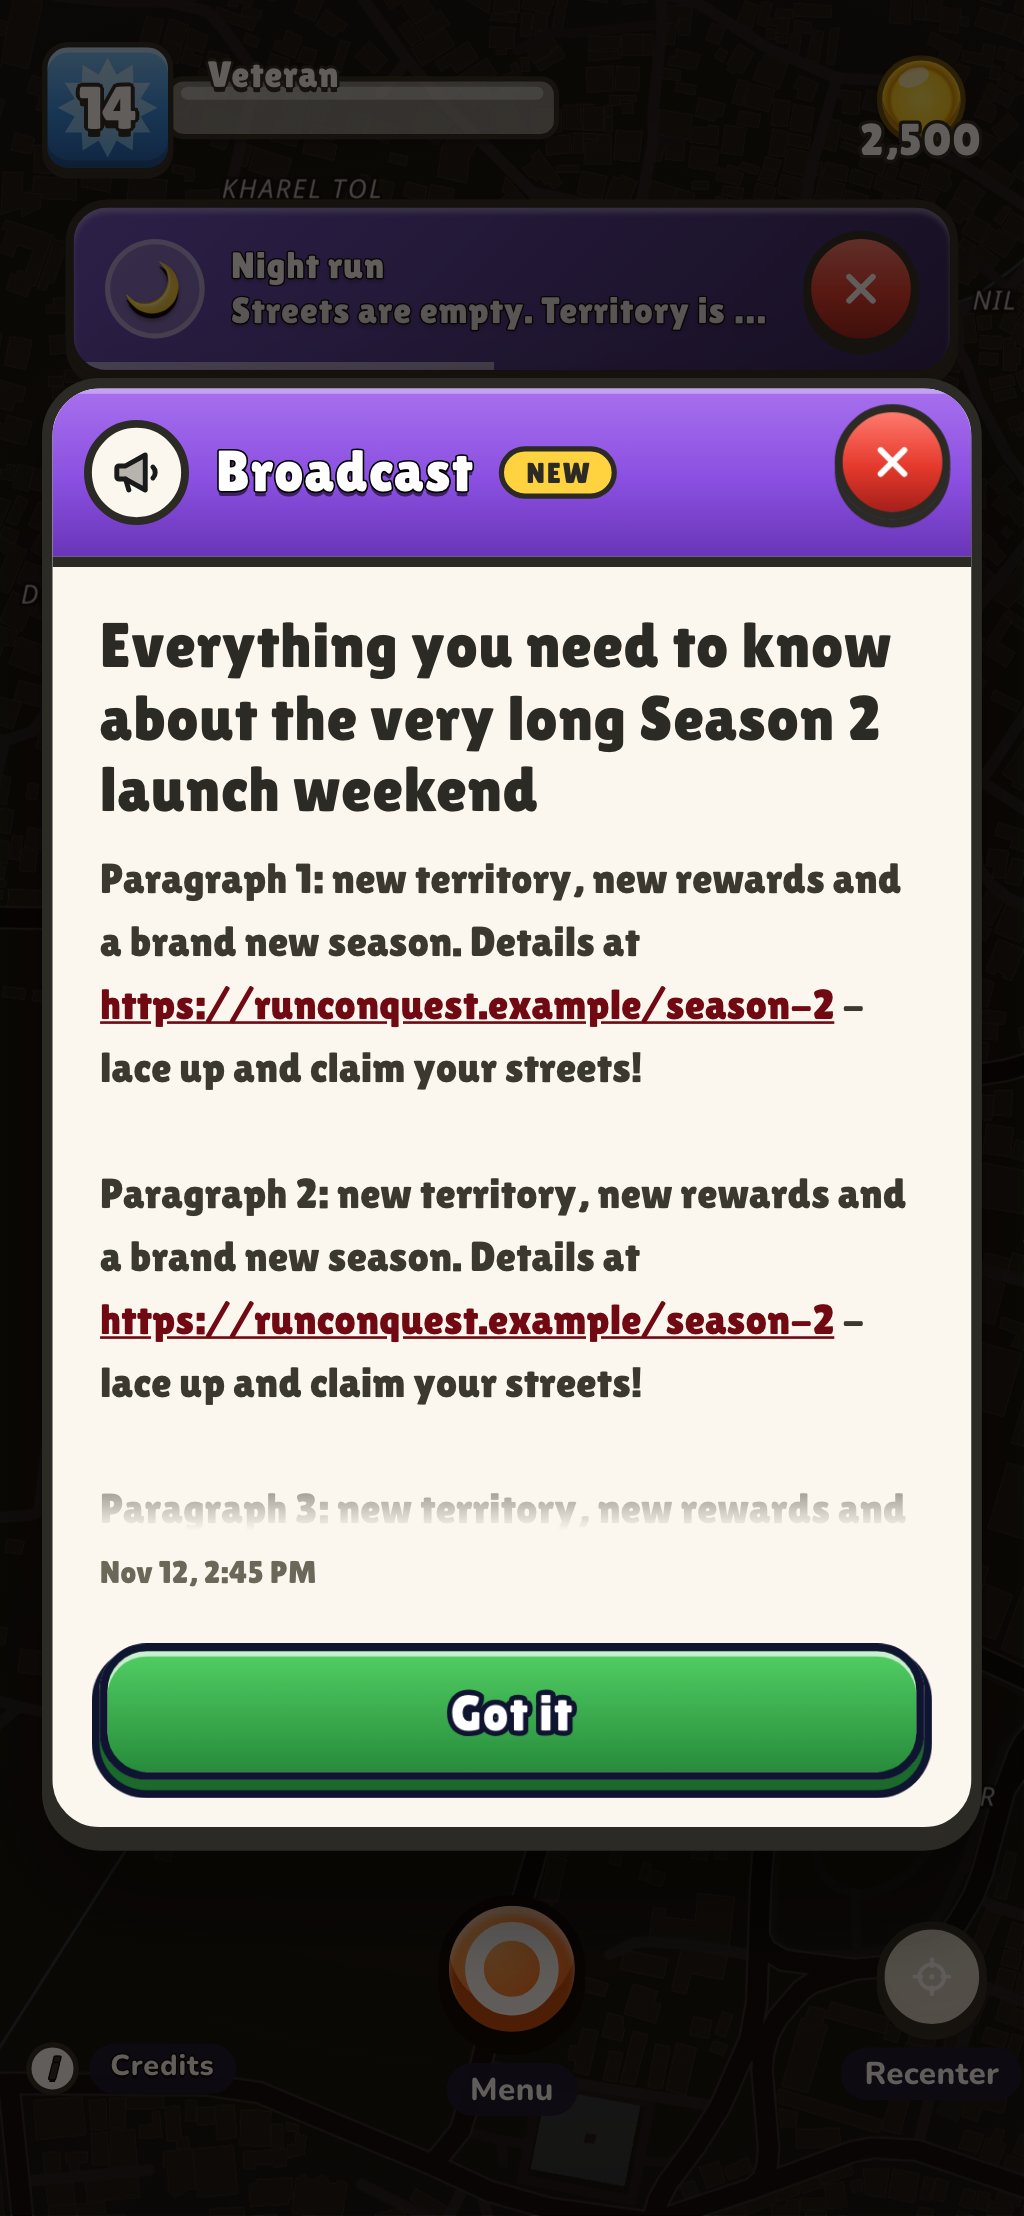 14
Veteran
2,500
KHAREL TOL
Night run
Streets are empty. Territory is ...
NIL
Broadcast
NEW
D
Everything you need to know
about the very long Season 2
launch weekend
Paragraph 1: new territory, new rewards and
a brand new season. Details at
https://runconquest.example/season-2 –
lace up and claim your streets!
Paragraph 2: new territory, new rewards and
a brand new season. Details at
https://runconquest.example/season-2 –
lace up and claim your streets!
Paragraph 3: new territory, new rewards and
Nov 12, 2:45 PM
Got it
R
Credits
Menu
Recenter